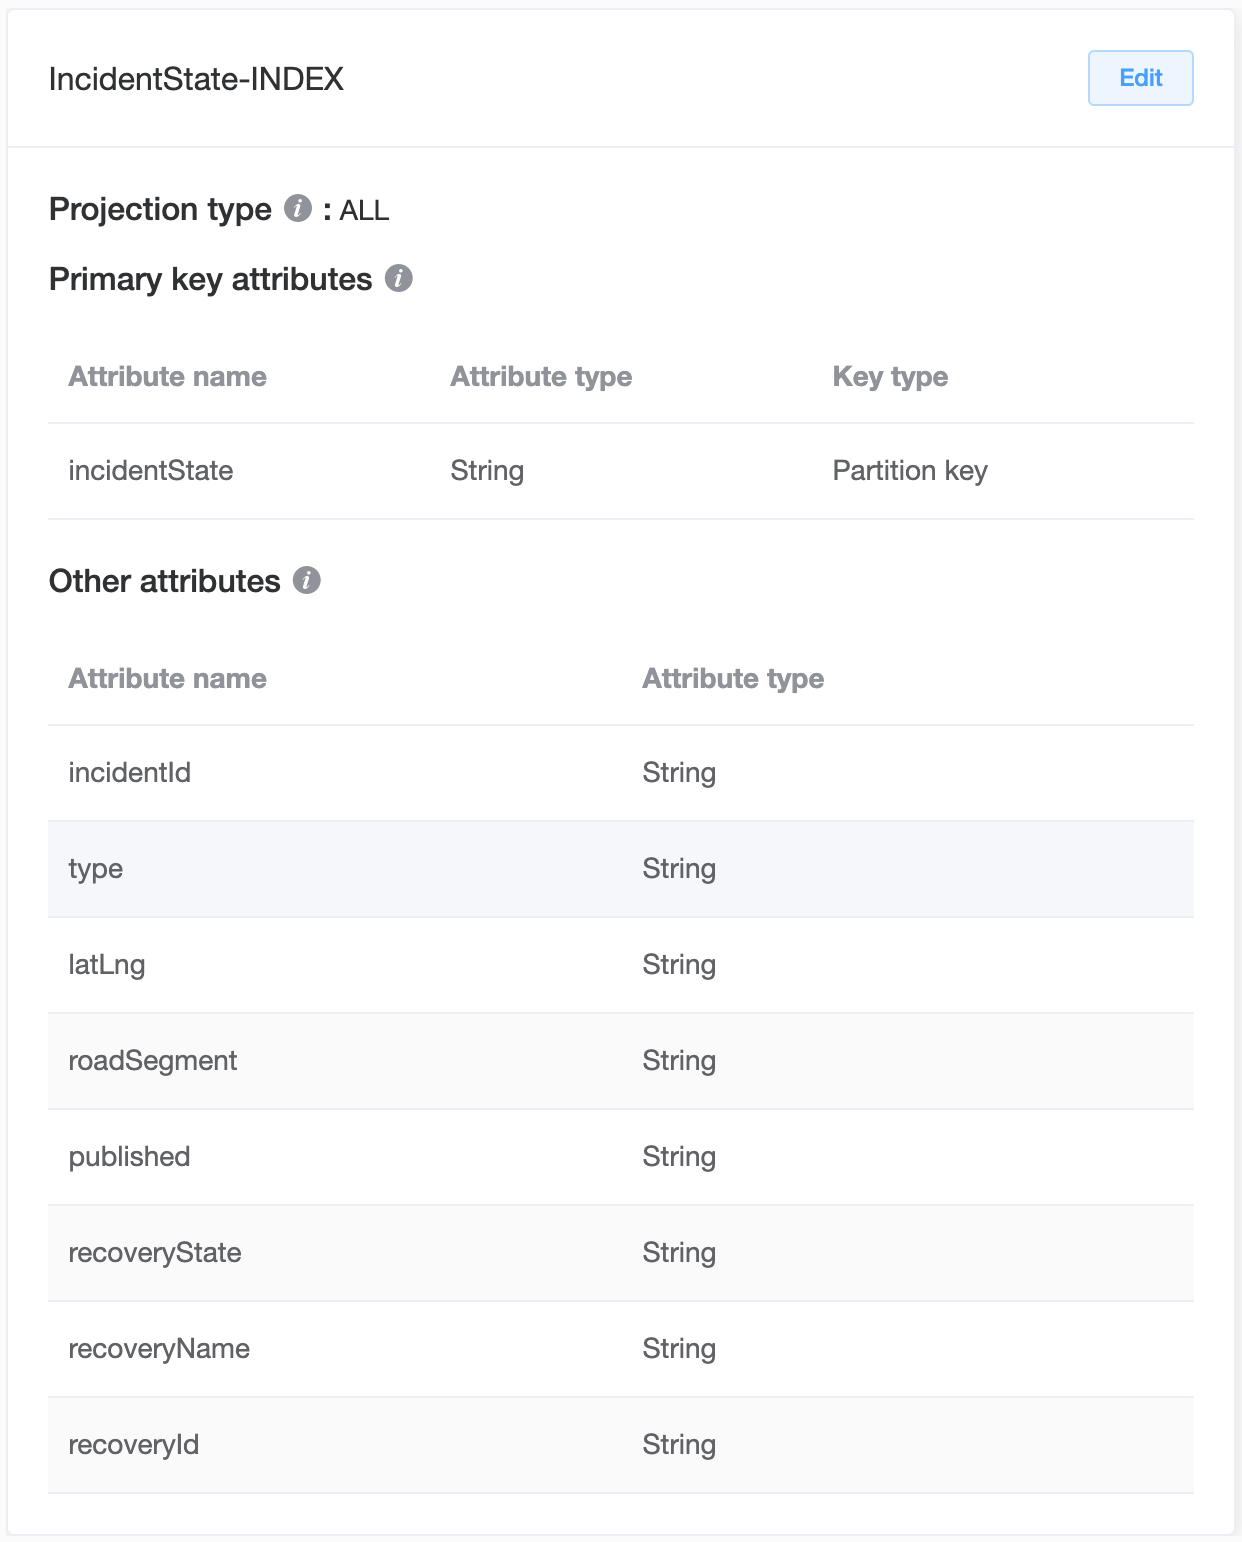 IncidentState-INDEX
Edit
Projection type i : ALL
Primary key attributes i
Attribute name Attribute type Key type
incidentState String Partition key
Other attributes i
Attribute name Attribute type
incidentId String
type String
latLng String
roadSegment String
published String
recoveryState String
recoveryName String
recoveryId String